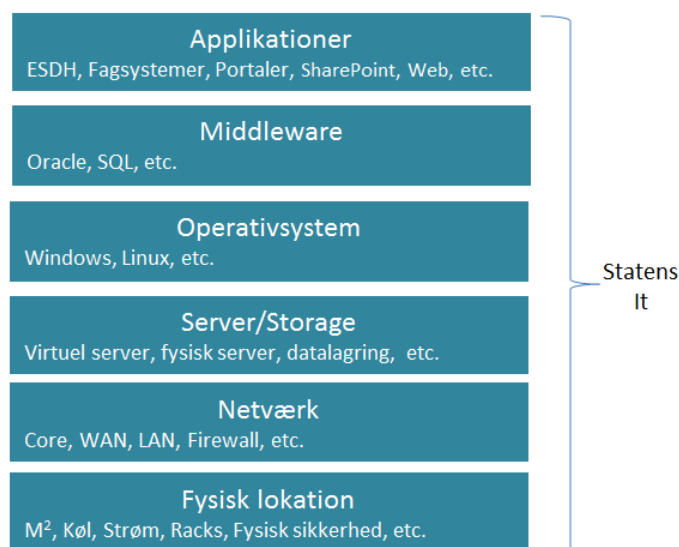 Applikationer
ESDH, Fagsystemer, Portaler, SharePoint, Web, etc.
Middleware
Oracle, SQL, etc.
Operativsystem
Windows, Linux, etc.
Server/Storage
Virtuel server, fysisk server, datalagring, etc.
Netværk
Core, WAN, LAN, Firewall, etc.
Fysisk lokation
M², Køl, Strøm, Racks, Fysisk sikkerhed, etc.
Statens
It